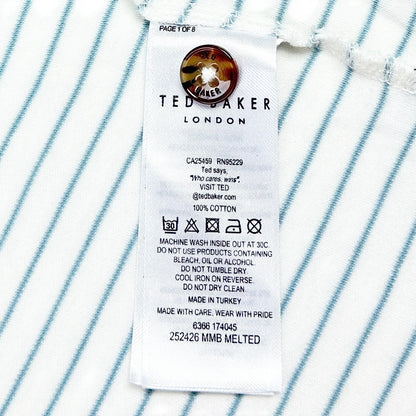 PAGE 1 OF 8
TED
BAKER
TED BAKER
LONDON
CA25459 RN95229
Ted says,
"Who cares, wins".
VISIT TED
@tedbaker.com
100% COTTON
30
MACHINE WASH INSIDE OUT AT 30C.
DO NOT USE PRODUCTS CONTAINING
BLEACH, OIL OR ALCOHOL.
DO NOT TUMBLE DRY.
COOL IRON ON REVERSE.
DO NOT DRY CLEAN.
MADE IN TURKEY
MADE WITH CARE, WEAR WITH PRIDE
6366 174045
252426 MMB MELTED